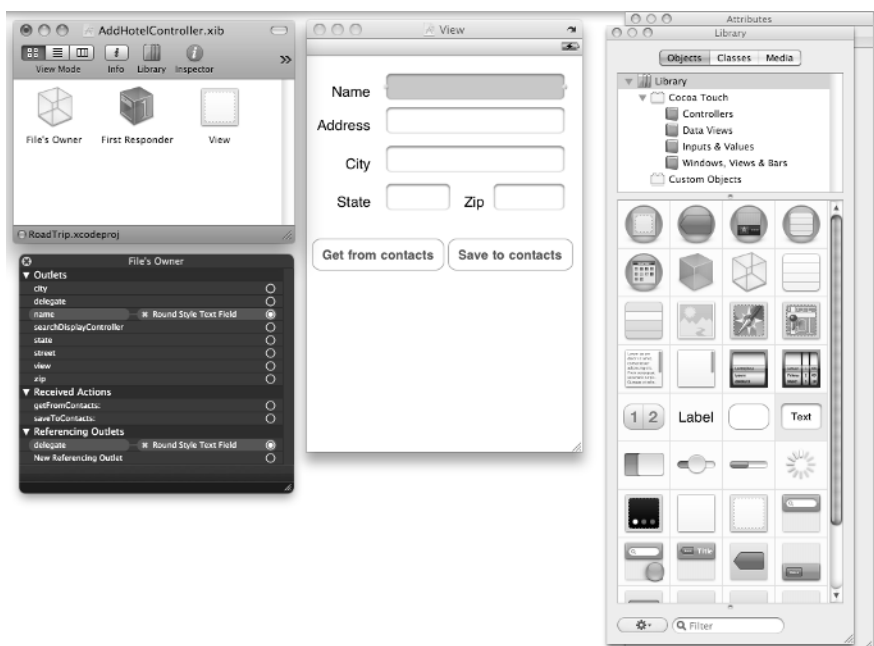 AddHotelController.xib
View Mode
Info
Library
Inspector
File's Owner
First Responder
View
RoadTrip.xcodeproj
File's Owner
Outlets
city
delegate
name
Round Style Text Field
searchDisplayController
state
street
view
zip
Received Actions
getFromContacts:
saveToContacts:
Referencing Outlets
delegate
Round Style Text Field
New Referencing Outlet
View
Name
Address
City
State
Zip
Get from contacts
Save to contacts
Attributes
Library
Objects
Classes
Media
Library
Cocoa Touch
Controllers
Data Views
Inputs & Values
Windows, Views & Bars
Custom Objects
1 2
Label
Text
Title
Filter